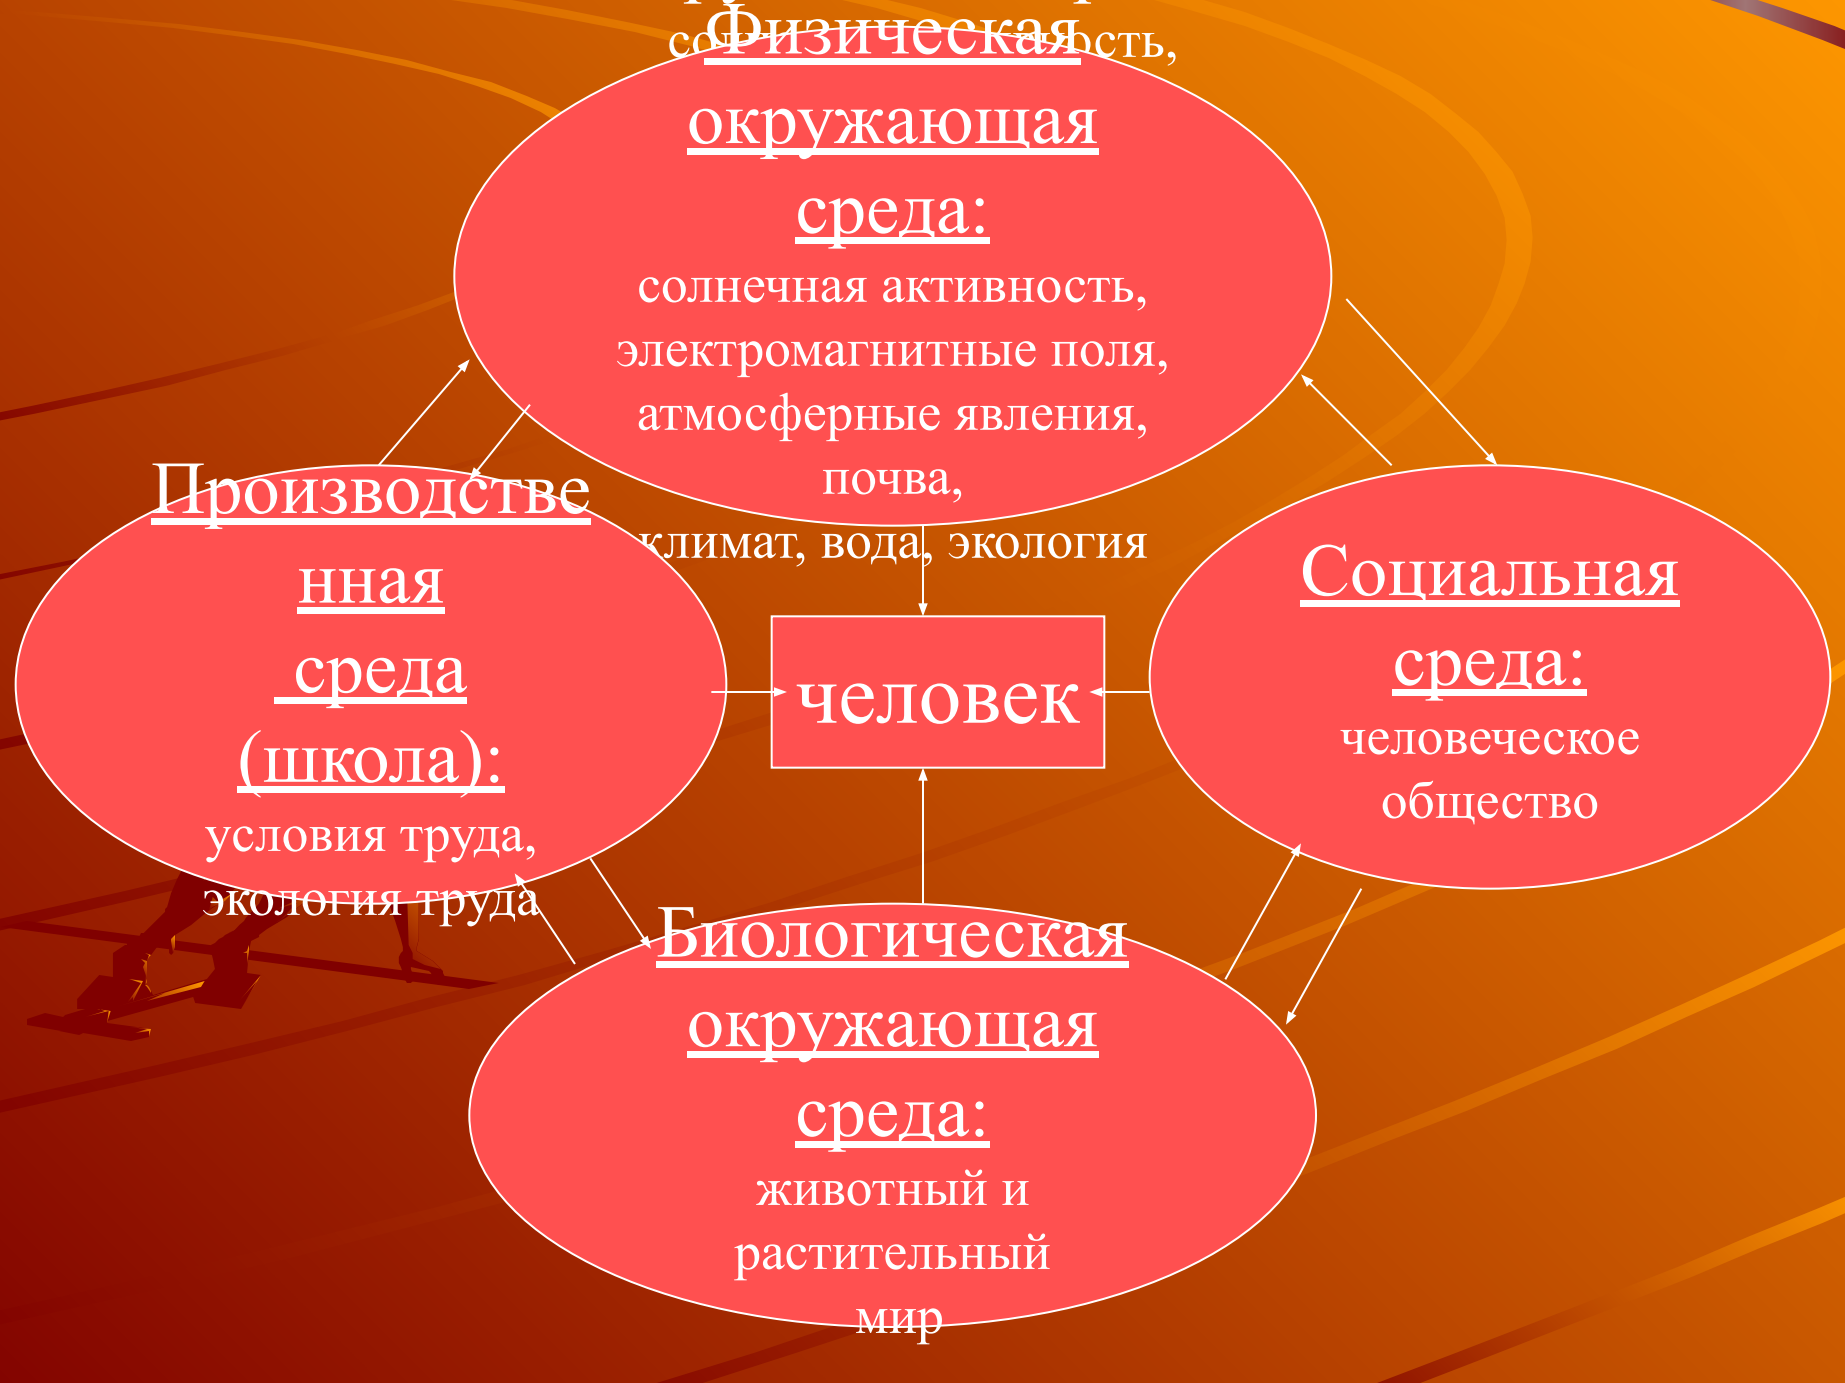 Физическая
окружающая
среда:
солнечная активность,
электромагнитные поля,
атмосферные явления,
почва,
климат, вода, экология
Производстве
нная
среда
(школа):
условия труда,
экология труда
человек
Социальная
среда:
человеческое
общество
Биологическая
окружающая
среда:
животный и
растительный
мир